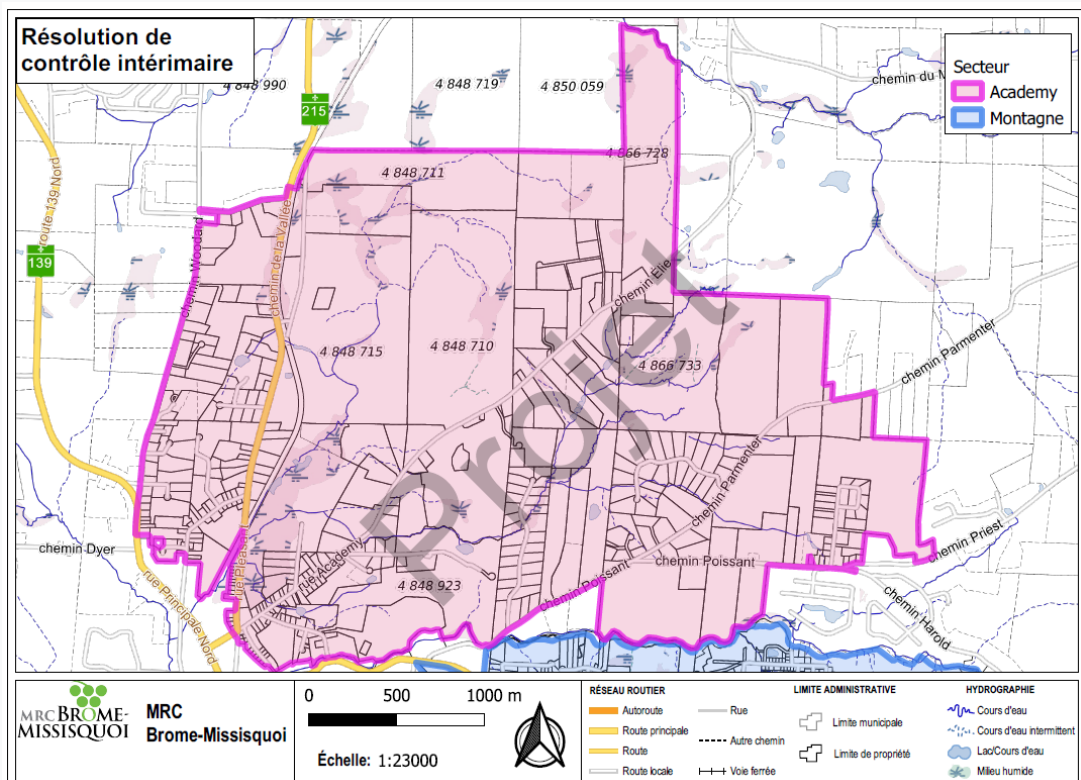 Résolution de
contrôle intérimaire
Secteur
Academy
Montagne
4 848 990
4 848 719
4 850 059
chemin du M
215
4 866 728
4 848 711
route 139 Nord
139
chemin Woodard
chemin de la Vallée
chemin Élie
4 848 715
4 848 710
4 866 733
chemin Parmenter
Projet
chemin Parmenter
chemin Dyer
rue Pleasant
rue Academy
4 848 923
chemin Poissant
chemin Poissant
chemin Priest
chemin Harold
rue Principale Nord
MRC BROME-
MISSISQUOI
MRC
Brome-Missisquoi
0 500 1000 m
Échelle: 1:23000
RÉSEAU ROUTIER
Autoroute
Route principale
Route
Route locale
Rue
Autre chemin
Voie ferrée
LIMITE ADMINISTRATIVE
Limite municipale
Limite de propriété
HYDROGRAPHIE
Cours d'eau
Cours d'eau intermittent
Lac/Cours d'eau
Milieu humide